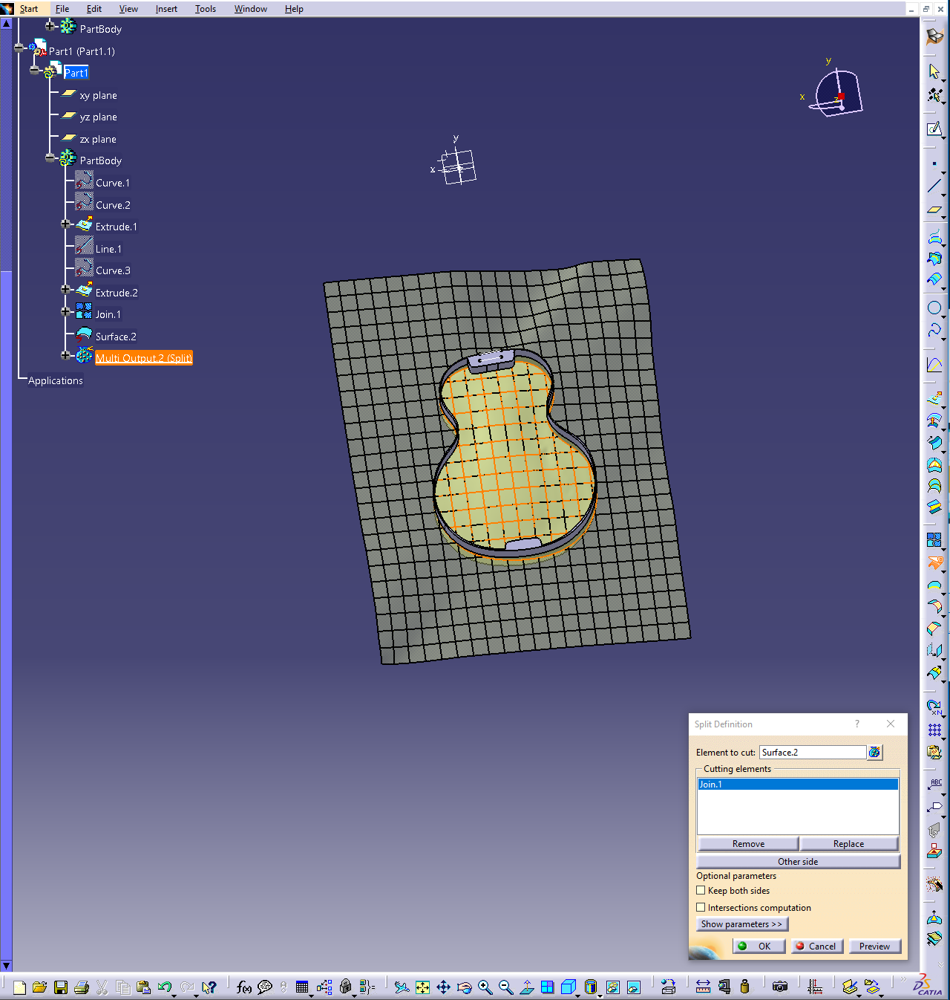 Start File Edit View Insert Tools Window Help
PartBody
Part1 (Part1.1)
Part1
xy plane
yz plane
zx plane
PartBody
Curve.1
Curve.2
Extrude.1
Line.1
Curve.3
Extrude.2
Join.1
Surface.2
Multi Output.2 (Split)
Applications
y
x
z
y
x
Split Definition ?
Element to cut: Surface.2
Cutting elements
Join.1
Remove Replace
Other side
Optional parameters
Keep both sides
Intersections computation
Show parameters >>
OK Cancel Preview
xN
ABC
f(x)
CATIA